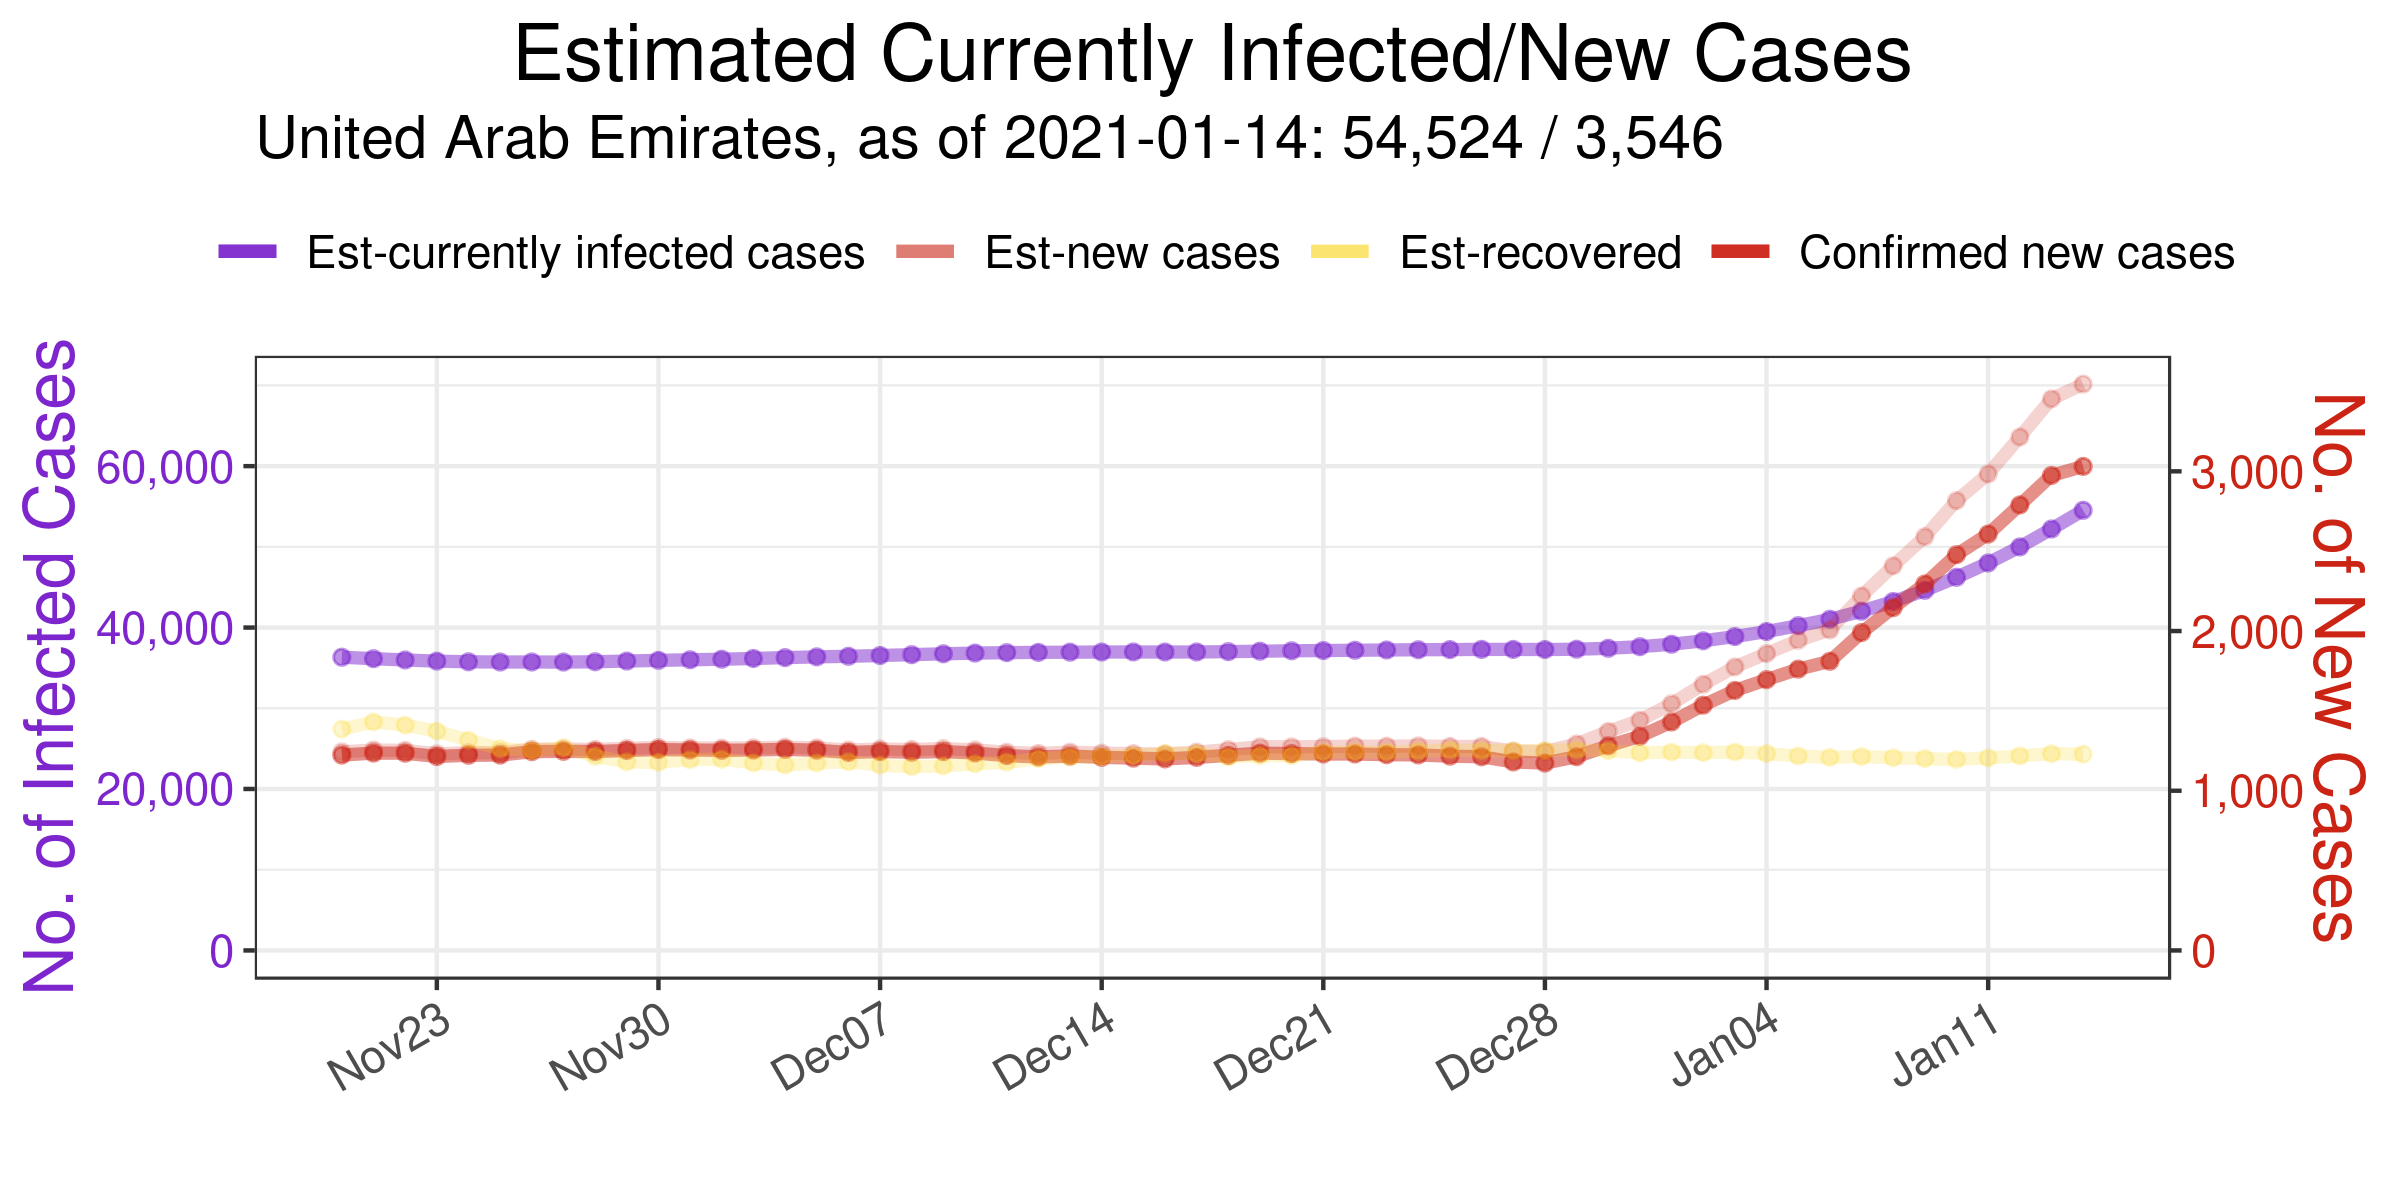 Estimated Currently Infected/New Cases
United Arab Emirates, as of 2021-01-14: 54,524 / 3,546
Est-currently infected cases Est-new cases Est-recovered Confirmed new cases
No. of Infected Cases
60,000
40,000
20,000
0
3,000
2,000
1,000
0
No. of New Cases
Nov23 Nov30 Dec07 Dec14 Dec21 Dec28 Jan04 Jan11